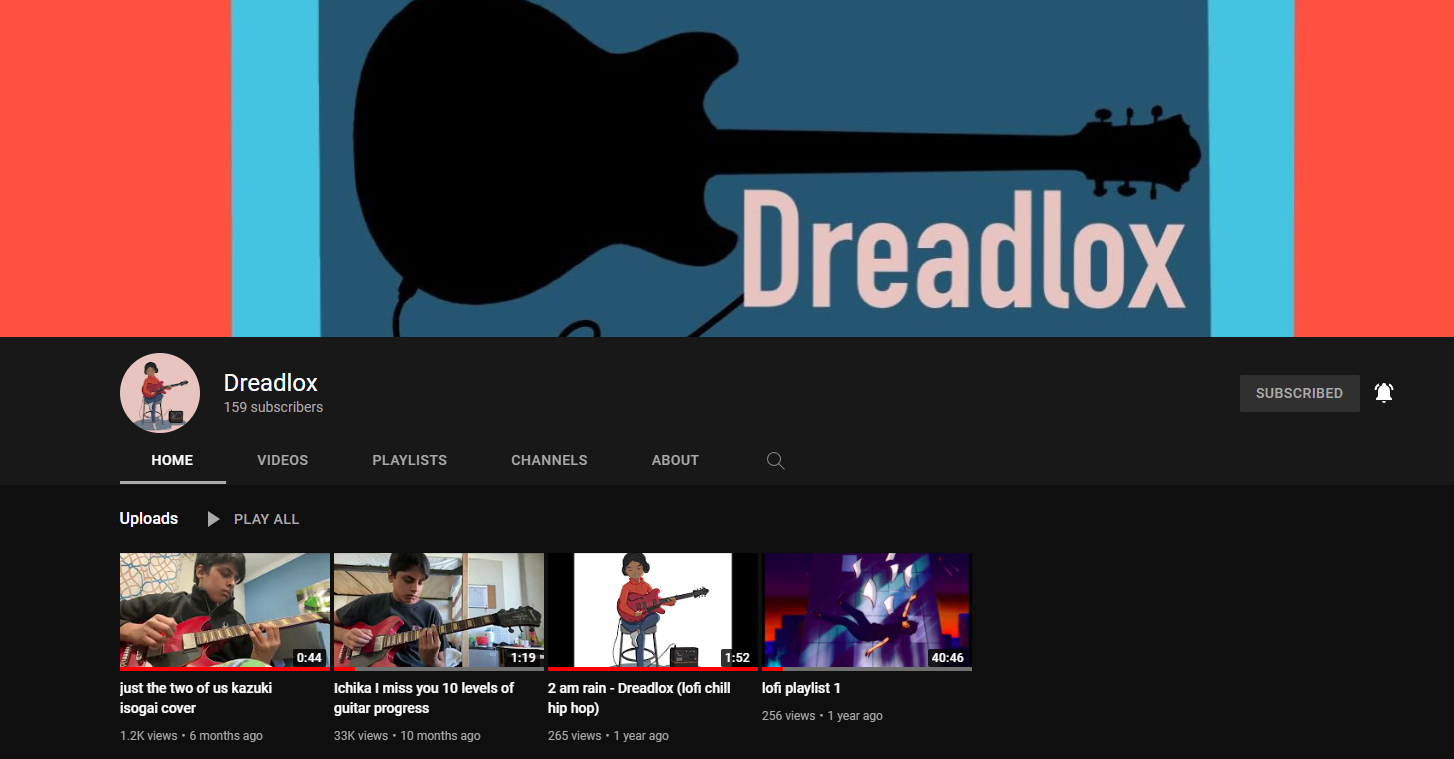 Dreadlox
Dreadlox
159 subscribers
SUBSCRIBED
HOME
VIDEOS
PLAYLISTS
CHANNELS
ABOUT
Uploads
PLAY ALL
0:44
1:19
1:52
40:46
just the two of us kazuki
isogai cover
1.2K views • 6 months ago
Ichika I miss you 10 levels of
guitar progress
33K views • 10 months ago
2 am rain - Dreadlox (lofi chill
hip hop)
265 views • 1 year ago
lofi playlist 1
256 views • 1 year ago